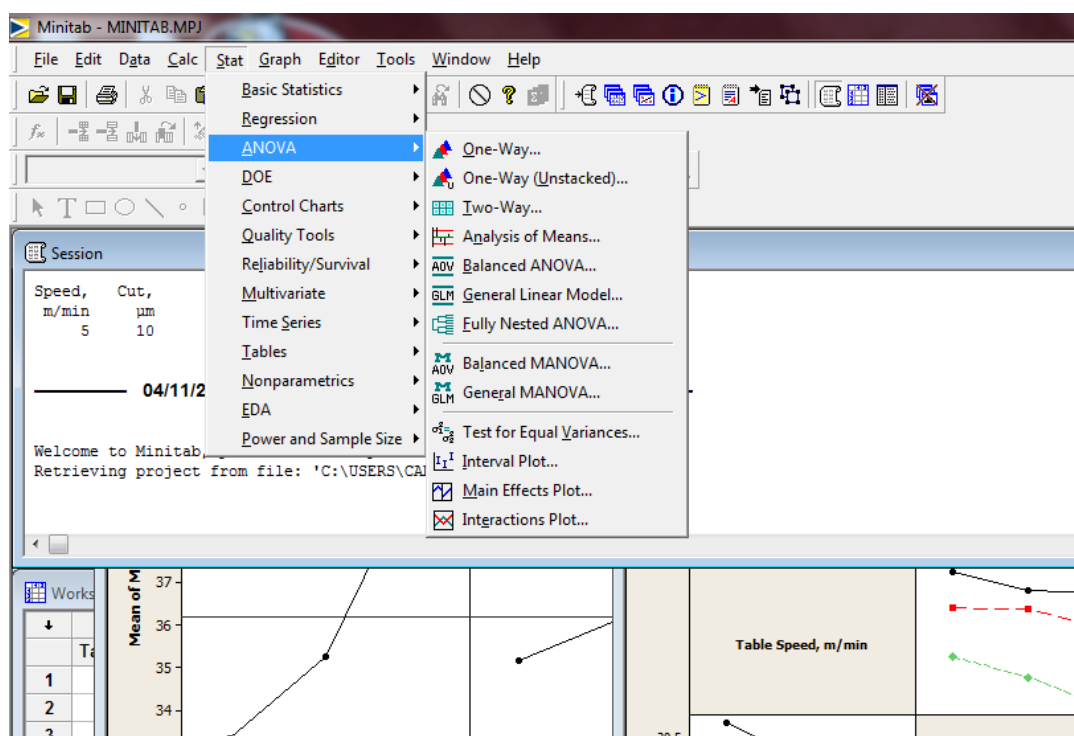 Minitab - MINITAB.MPJ
File Edit Data Calc Stat Graph Editor Tools Window Help
Basic Statistics
Regression
ANOVA
DOE
Control Charts
Quality Tools
Reliability/Survival
Multivariate
Time Series
Tables
Nonparametrics
EDA
Power and Sample Size
One-Way...
One-Way (Unstacked)...
Two-Way...
Analysis of Means...
AOV Balanced ANOVA...
GLM General Linear Model...
Fully Nested ANOVA...
M AOV Balanced MANOVA...
M GLM General MANOVA...
Test for Equal Variances...
Interval Plot...
Main Effects Plot...
Interactions Plot...
Session
Speed, Cut,
m/min µm
5 10
04/11/2
Welcome to Minitab,
Retrieving project from file: 'C:\USERS\CA
Works
1
2
3
Mean of M
37
36
35
34
Table Speed, m/min